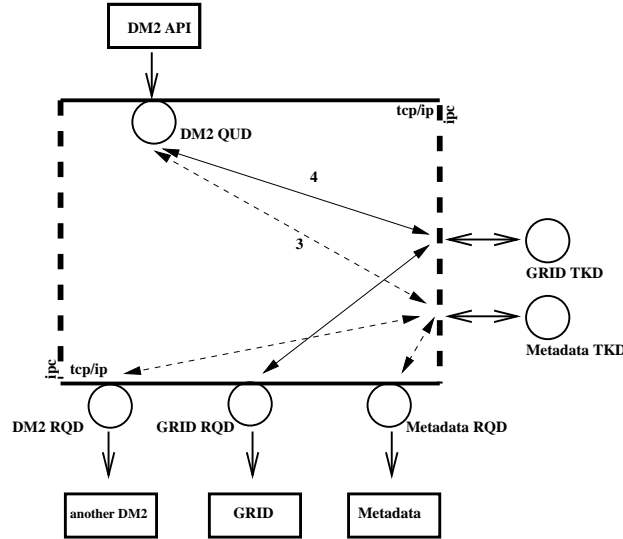 DM2 API
tcp/ip
ipc
DM2 QUD
4
3
GRID TKD
Metadata TKD
ipc
tcp/ip
DM2 RQD
GRID RQD
Metadata RQD
another DM2
GRID
Metadata